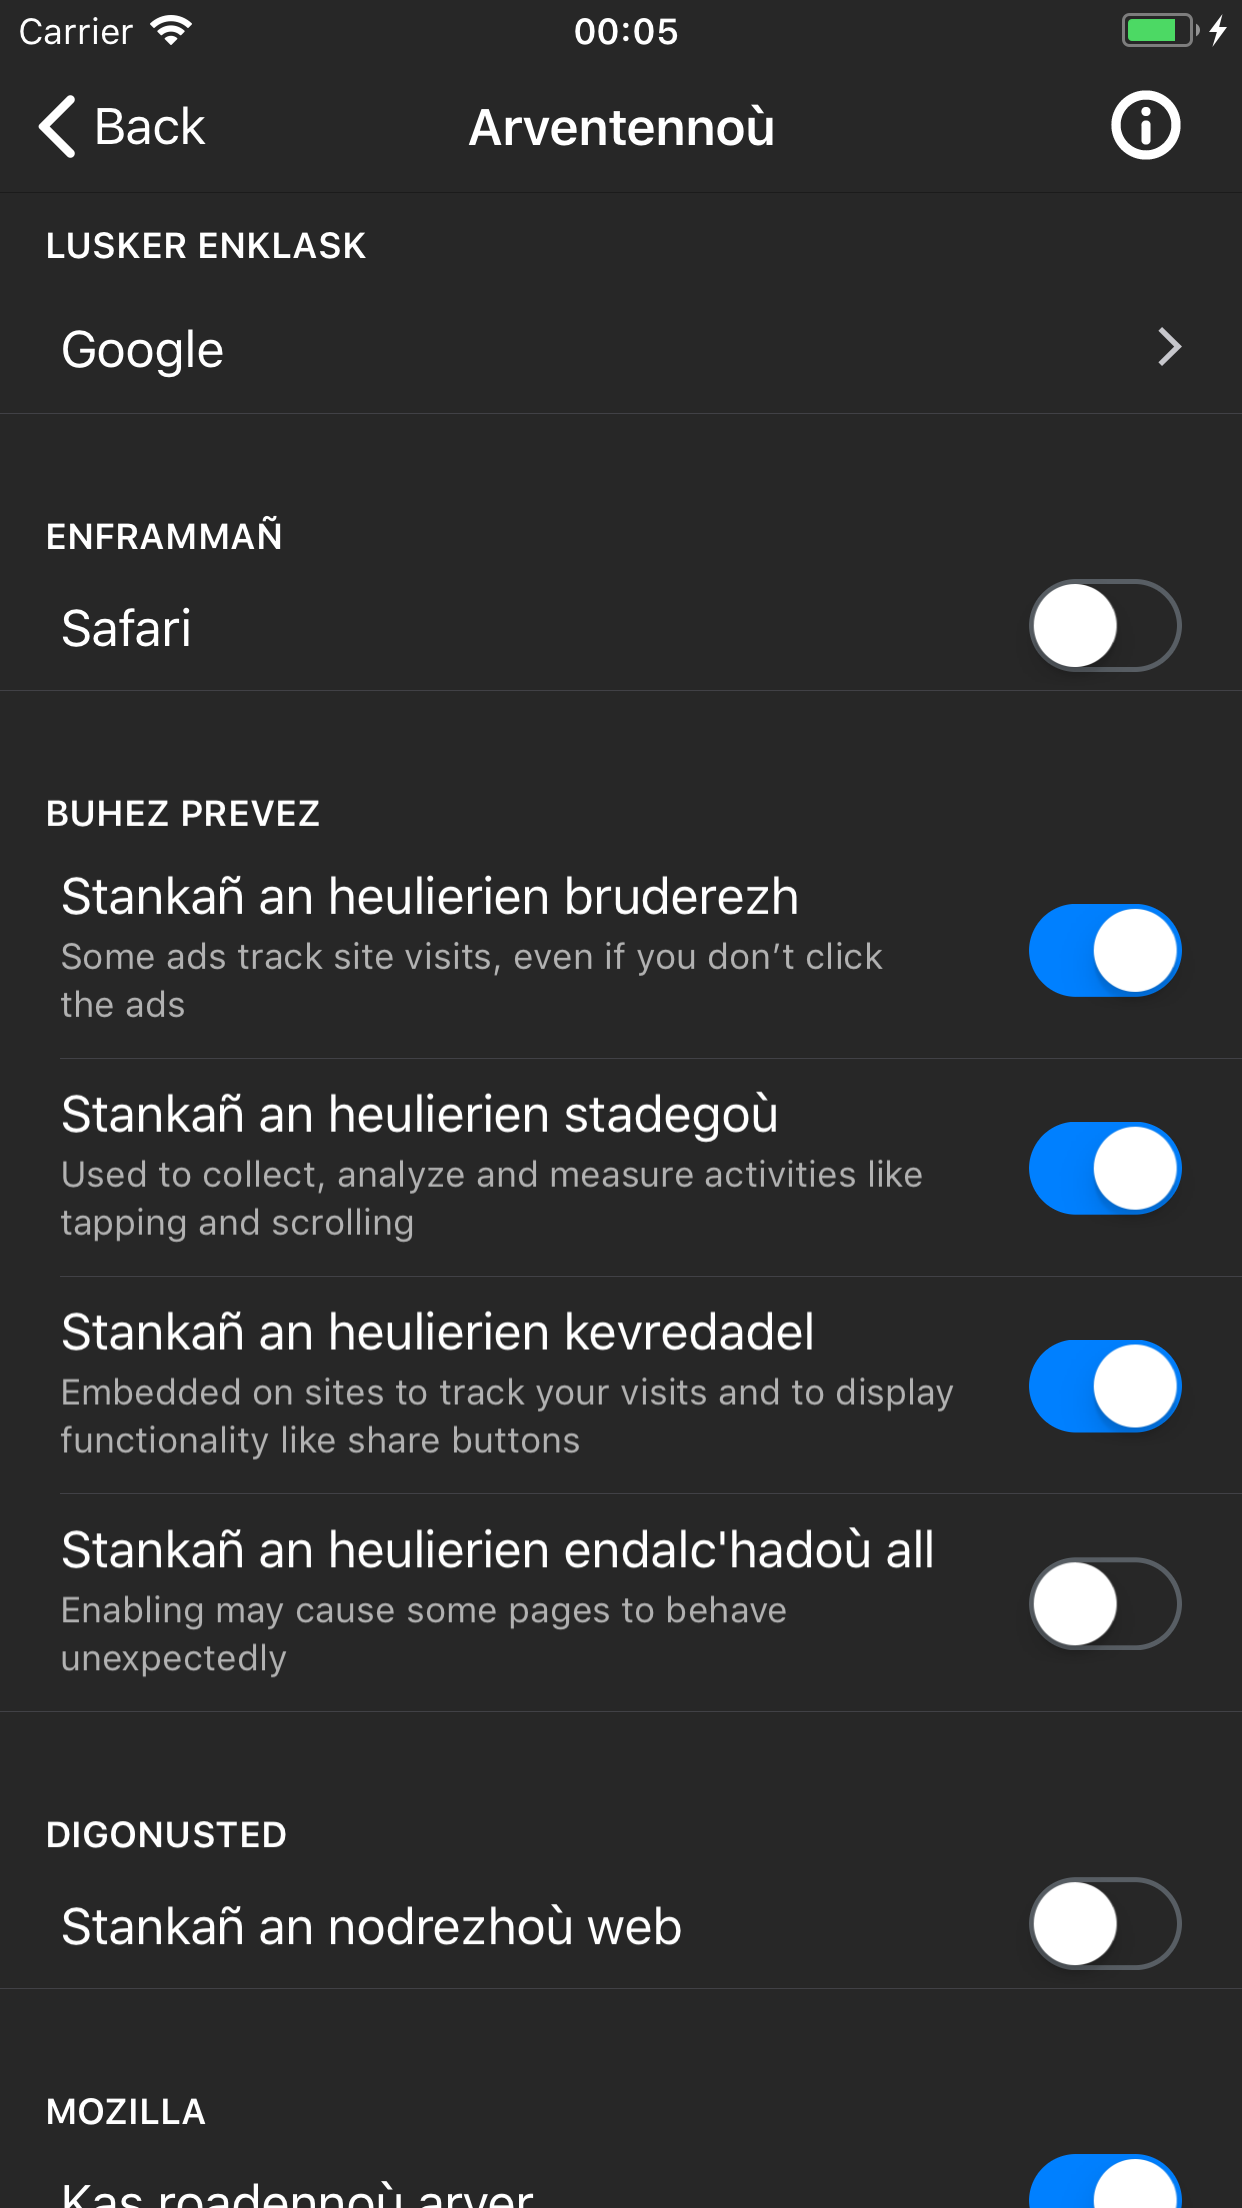 Carrier
00:05
Back
Arventennoù
LUSKER ENKLASK
Google
ENFRAMMAÑ
Safari
BUHEZ PREVEZ
Stankañ an heulierien bruderezh
Some ads track site visits, even if you don’t click
the ads
Stankañ an heulierien stadegoù
Used to collect, analyze and measure activities like
tapping and scrolling
Stankañ an heulierien kevredadel
Embedded on sites to track your visits and to display
functionality like share buttons
Stankañ an heulierien endalc'hadoù all
Enabling may cause some pages to behave
unexpectedly
DIGONUSTED
Stankañ an nodrezhoù web
MOZILLA
Kas roadennoù arver